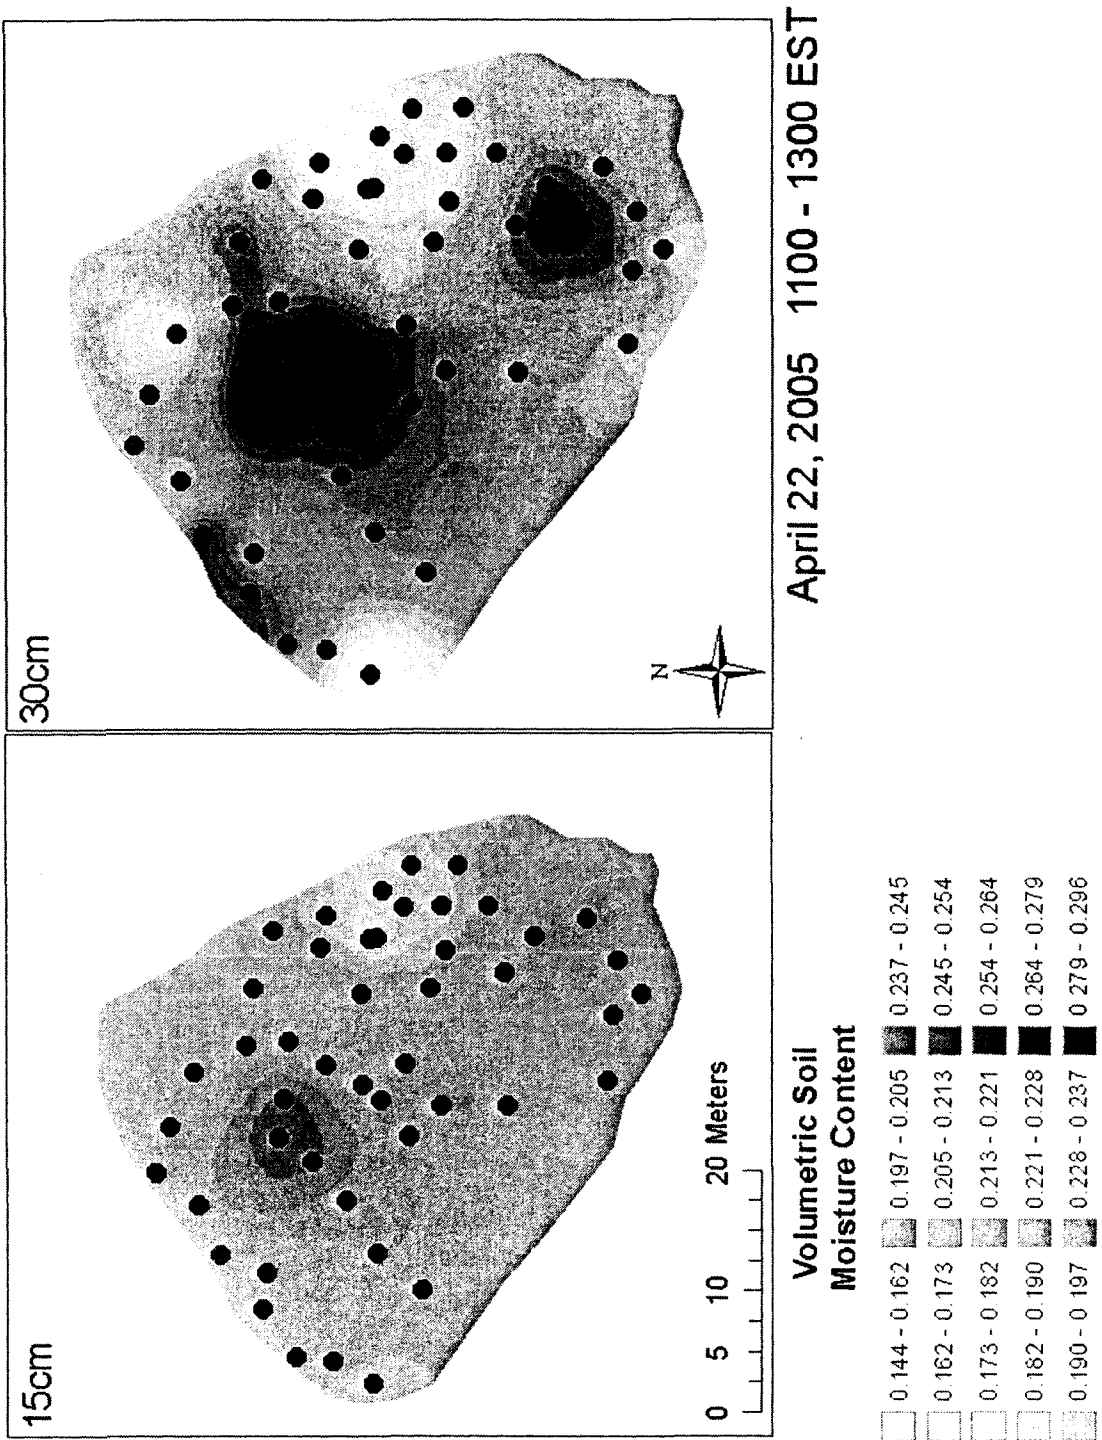 15cm
30cm
N
0 5 10 20 Meters
April 22, 2005 1100 - 1300 EST
Volumetric Soil
Moisture Content
0.144 - 0.162 0.197 - 0.205 0.237 - 0.245
0.162 - 0.173 0.205 - 0.213 0.245 - 0.254
0.173 - 0.182 0.213 - 0.221 0.254 - 0.264
0.182 - 0.190 0.221 - 0.228 0.264 - 0.279
0.190 - 0.197 0.228 - 0.237 0.279 - 0.296